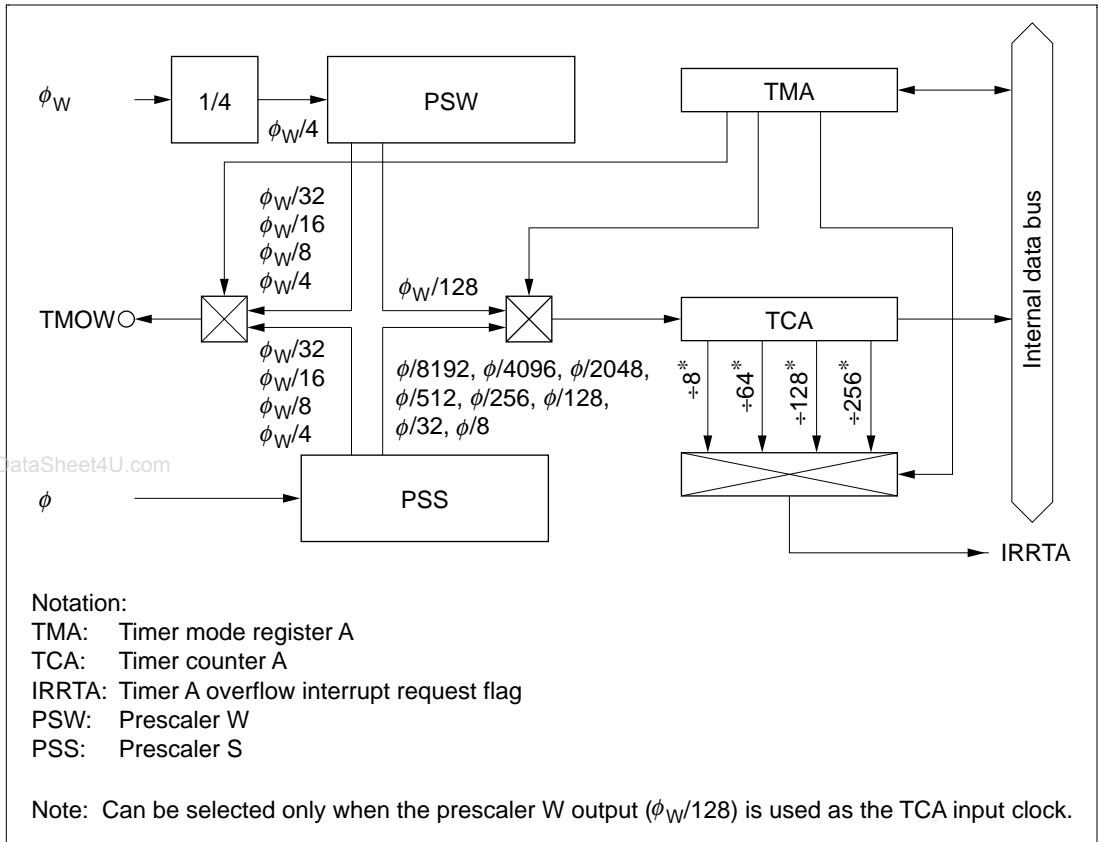 ϕW
1/4
ϕW/4
PSW
TMA
Internal data bus
ϕW/32
ϕW/16
ϕW/8
ϕW/4
ϕW/128
TMOW
TCA
ϕW/32
ϕW/16
ϕW/8
ϕW/4
ϕ/8192, ϕ/4096, ϕ/2048,
ϕ/512, ϕ/256, ϕ/128,
ϕ/32, ϕ/8
÷8*
÷64*
÷128*
÷256*
DataSheet4U.com
ϕ
PSS
IRRTA
Notation:
TMA: Timer mode register A
TCA: Timer counter A
IRRTA: Timer A overflow interrupt request flag
PSW: Prescaler W
PSS: Prescaler S
Note: Can be selected only when the prescaler W output (ϕW/128) is used as the TCA input clock.